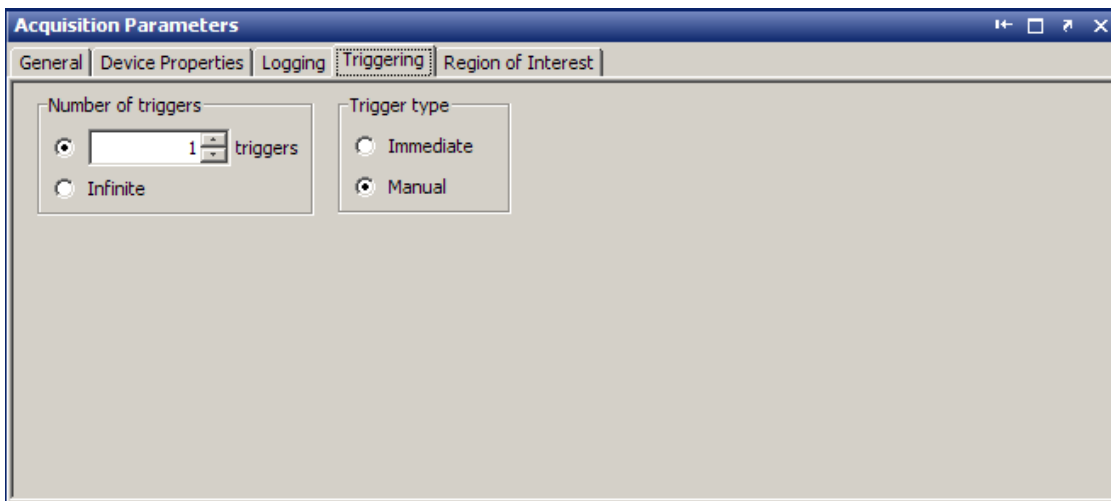 Acquisition Parameters
General Device Properties Logging Triggering Region of Interest
Number of triggers
1 triggers
Infinite
Trigger type
Immediate
Manual